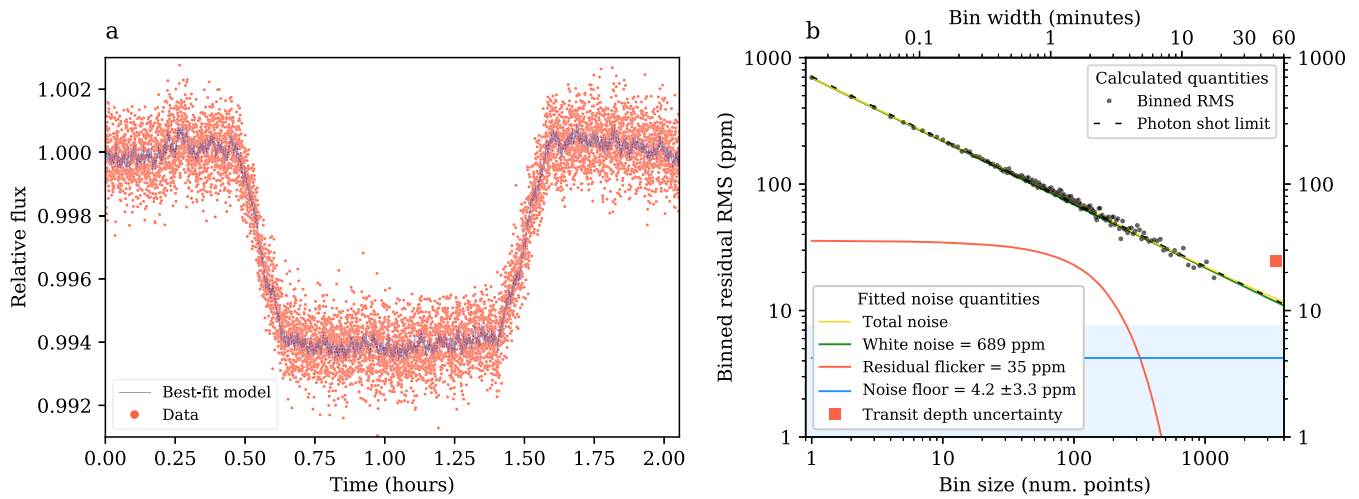 a
1.002
1.000
0.998
0.996
0.994
0.992
Relative flux
Best-fit model
Data
0.00 0.25 0.50 0.75 1.00 1.25 1.50 1.75 2.00
Time (hours)
b
Bin width (minutes)
0.1 1 10 30 60
1000
100
10
1
Binned residual RMS (ppm)
Calculated quantities
Binned RMS
Photon shot limit
Fitted noise quantities
Total noise
White noise = 689 ppm
Residual flicker = 35 ppm
Noise floor = 4.2 ±3.3 ppm
Transit depth uncertainty
1000
100
10
1
1 10 100 1000
Bin size (num. points)